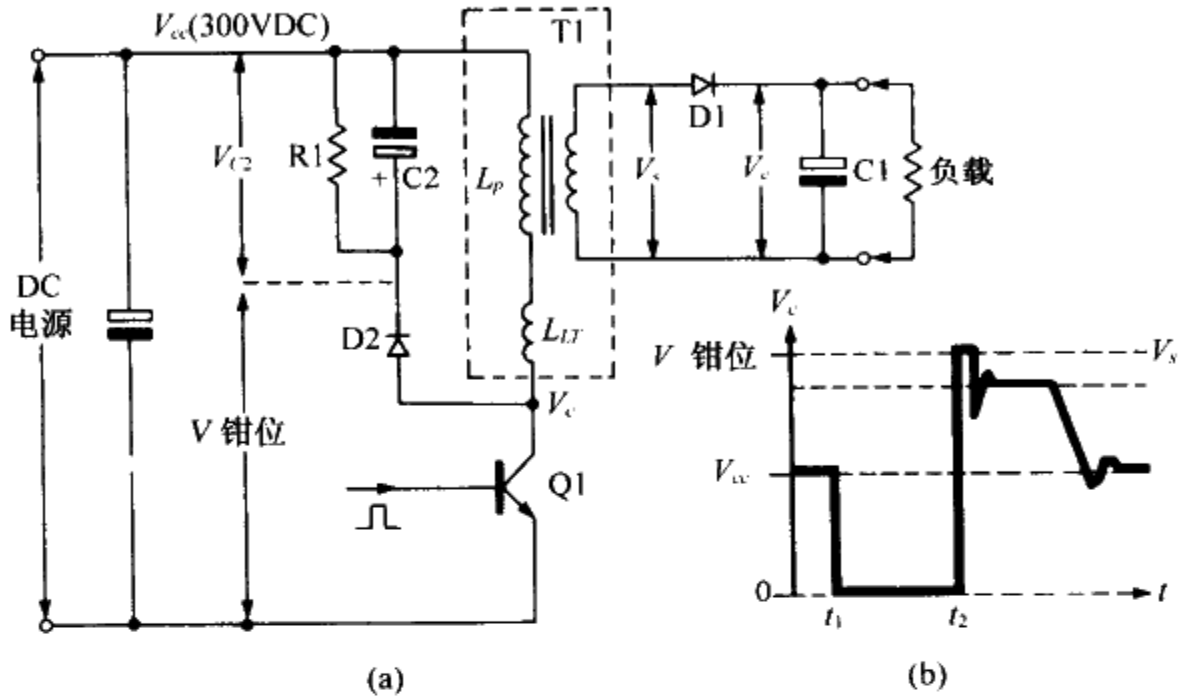 Vcc(300VDC)
T1
VC2
R1
+ C2
Lp
D1
Vs
Vc
C1
负载
DC
电源
D2
LLT
Vc
V 钳位
Q1
Vc
V 钳位
Vs
Vcc
0
t1
t2
t
(a)
(b)